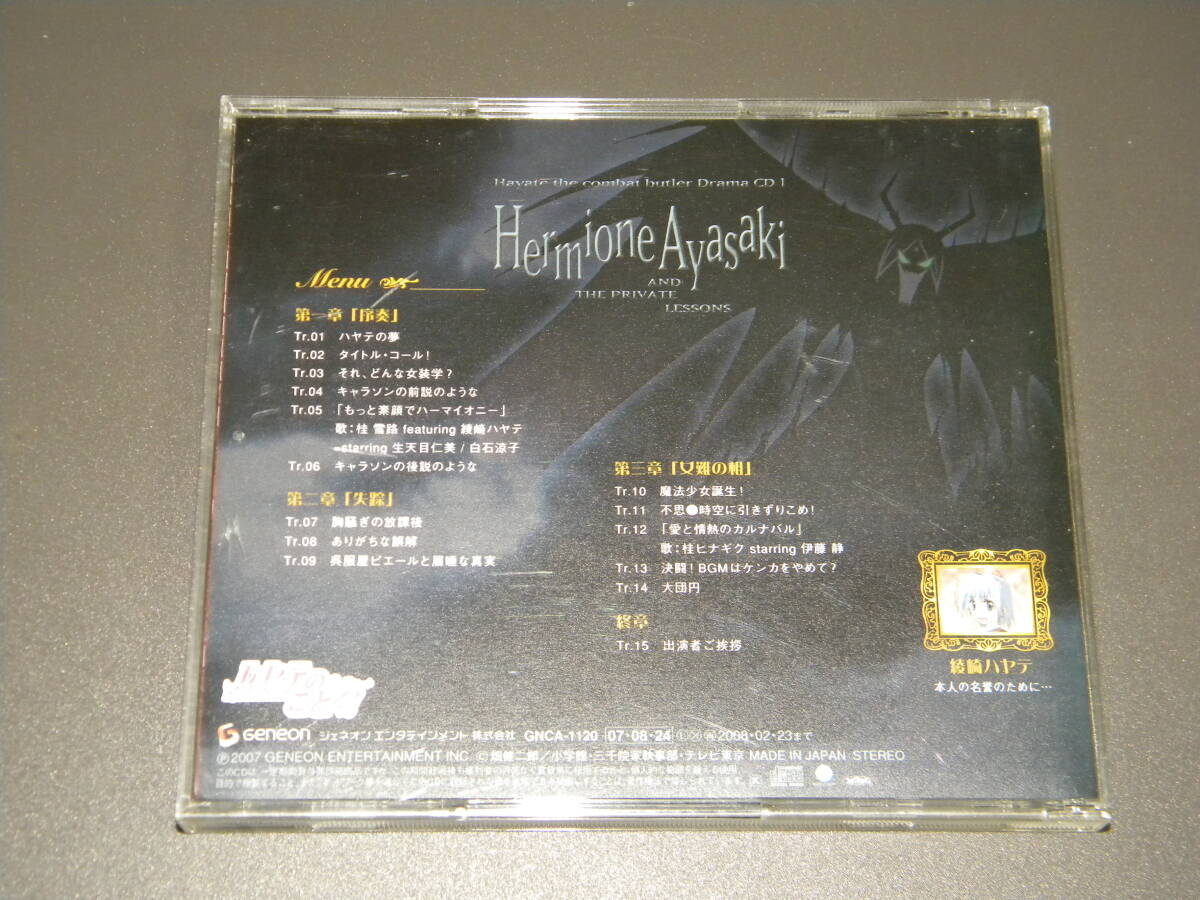 Hayate the combat butler Drama CD 1
Hermione Ayasaki
AND
THE PRIVATE
LESSONS
Menu
第一章「序奏」
Tr.01 ハヤテの夢
Tr.02 タイトル・コール!
Tr.03 それ、どんな女装学?
Tr.04 キャラソンの前説のような
Tr.05 「もっと素顔でハーマイオニー」
歌:桂 雪路 featuring 綾崎ハヤテ
-starring 生天目仁美 / 白石涼子
Tr.06 キャラソンの後説のような
第二章「失踪」
Tr.07 胸騒ぎの放課後
Tr.08 ありがちな誤解
Tr.09 呉服屋ピエールと眉唾な真実
第三章「女難の相」
Tr.10 魔法少女誕生!
Tr.11 不思●時空に引きずりこめ!
Tr.12 「愛と情熱のカルナバル」
歌:桂ヒナギク starring 伊藤 静
Tr.13 決闘!BGMはケンカをやめて?
Tr.14 大団円
終章
Tr.15 出演者ご挨拶
綾崎ハヤテ
本人の名誉のために…
ハヤテのごとく!
GENEON ジェネオン エンタテインメント 株式会社 GNCA-1120 07・08・24 2008・02・23まで
Ⓟ2007 GENEON ENTERTAINMENT INC. Ⓒ畑健二郎/小学館・三千院家執事部・テレビ東京 MADE IN JAPAN STEREO